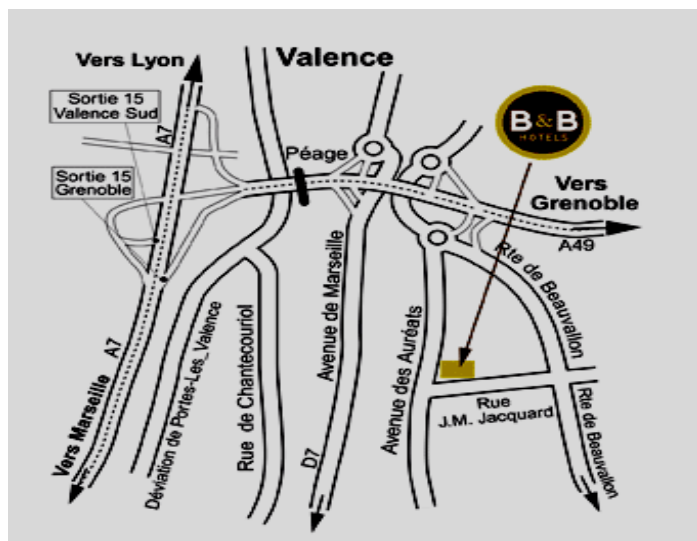 Vers Lyon
Valence
Sortie 15
Valence Sud
A7
B&B
HOTELS
Péage
Sortie 15
Grenoble
Vers
Grenoble
A49
Rte de Beauvallon
Avenue de Marseille
Avenue des Auréats
Rue de Chantecouriol
Déviation de Portes-Les_Valence
A7
Vers Marseille
D7
Rue
J.M. Jacquard
Rte de Beauvallon